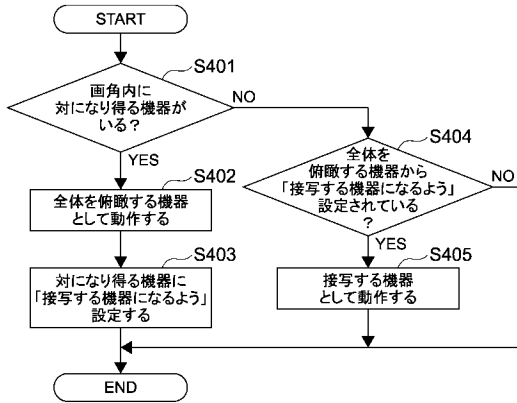 START
S401
画角内に
対になり得る機器が
いる?
NO
YES
S402
全体を俯瞰する機器
として動作する
S403
対になり得る機器に
「接写する機器になるよう」
設定する
S404
全体を
俯瞰する機器から
「接写する機器になるよう」
設定されている
?
NO
YES
S405
接写する機器
として動作する
END